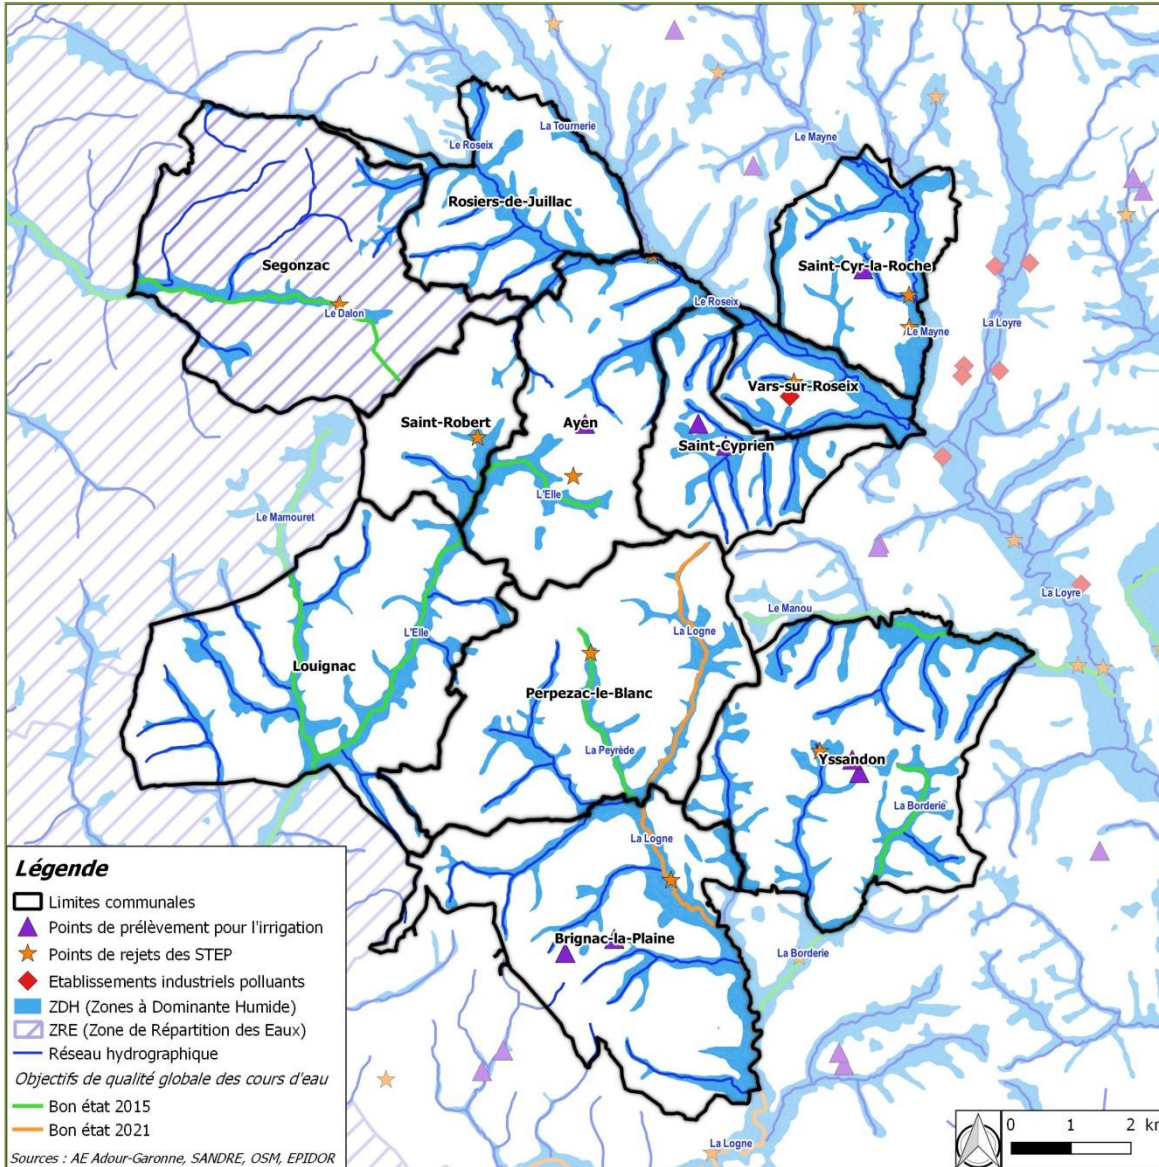 La Tournerie
Le Mayne
Le Roseix
Rosiers-de-Juillac
Segonzac
Saint-Cyr-la-Roche
Le Dalon
Le Roseix
Le Mayne
La Loyre
Vars-sur-Roseix
Saint-Robert
Ayen
Saint-Cyprien
L'Elle
Le Mamouret
La Loyre
Le Manou
L'Elle
La Logne
Louignac
Perpezac-le-Blanc
La Peyrède
Yssandon
La Borderie
La Logne
Brignac-la-Plaine
La Borderie
La Logne
Légende
Limites communales
Points de prélèvement pour l'irrigation
Points de rejets des STEP
Etablissements industriels polluants
ZDH (Zones à Dominante Humide)
ZRE (Zone de Répartition des Eaux)
Réseau hydrographique
Objectifs de qualité globale des cours d'eau
Bon état 2015
Bon état 2021
Sources : AE Adour-Garonne, SANDRE, OSM, EPIDOR
0 1 2 km